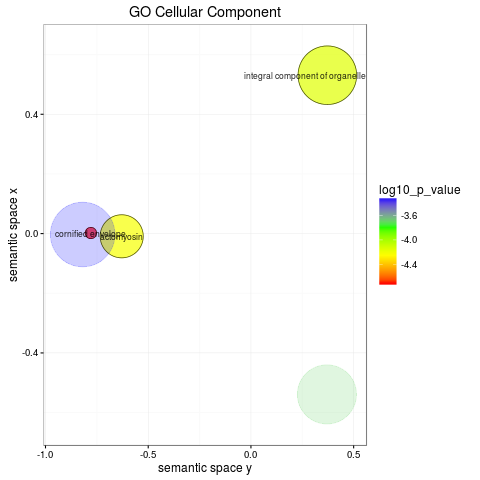 GO Cellular Component
integral component of organelle
cornified envelope
actomyosin
0.4
0.0
-0.4
-1.0
-0.5
0.0
0.5
semantic space x
semantic space y
log10_p_value
-3.6
-4.0
-4.4